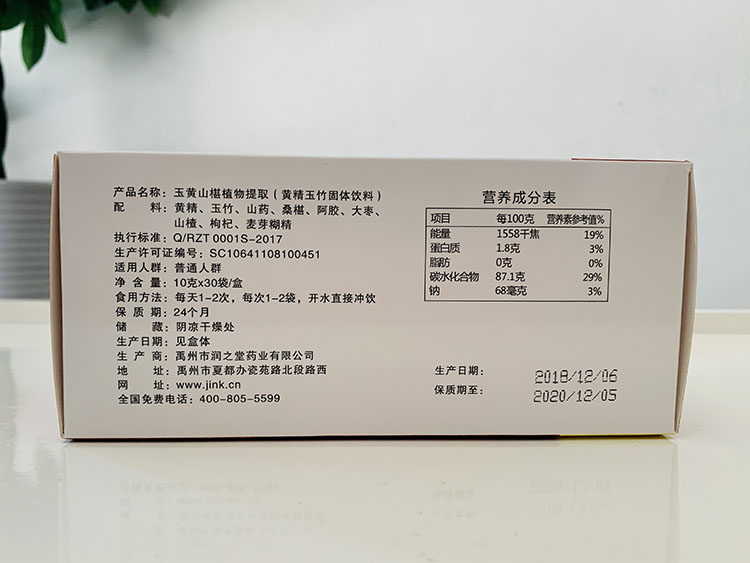 产品名称：玉黄山椹植物提取（黄精玉竹固体饮料）
配　　料：黄精、玉竹、山药、桑椹、阿胶、大枣、
山楂、枸杞、麦芽糊精
执行标准：Q/RZT 0001S-2017
生产许可证编号：SC10641108100451
适用人群：普通人群
净 含 量：10克x30袋/盒
食用方法：每天1-2次，每次1-2袋，开水直接冲饮
保 质 期：24个月
储　　藏：阴凉干燥处
生产日期：见盒体
生 产 商：禹州市润之堂药业有限公司
地　　址：禹州市夏都办瓷苑路北段路西
网　　址：www.jink.cn
全国免费电话：400-805-5599
营养成分表
项目 每100克 营养素参考值%
能量 1558千焦 19%
蛋白质 1.8克 3%
脂肪 0克 0%
碳水化合物 87.1克 29%
钠 68毫克 3%
生产日期： 2018/12/06
保质期至： 2020/12/05